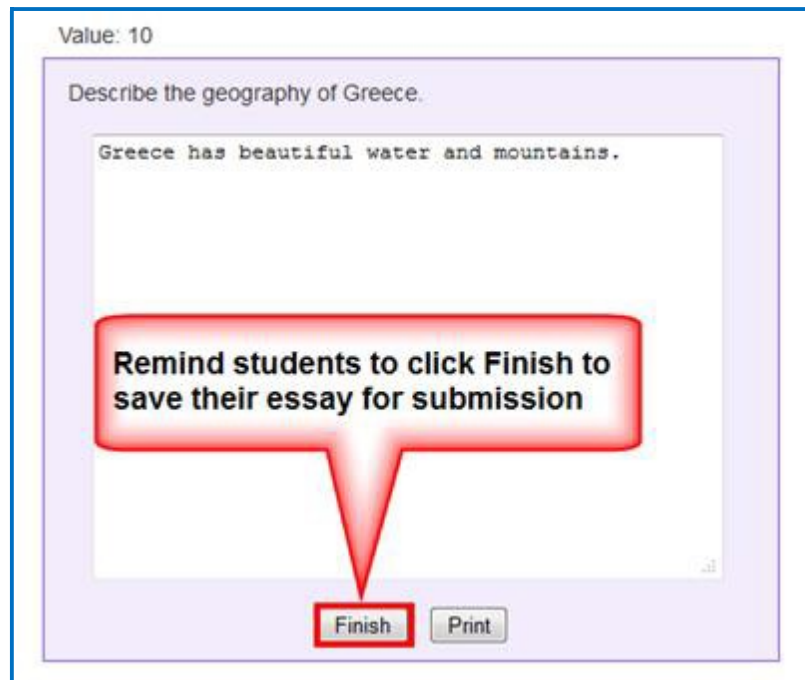 Value: 10
Describe the geography of Greece.
Greece has beautiful water and mountains.
Remind students to click Finish to
save their essay for submission
Finish Print